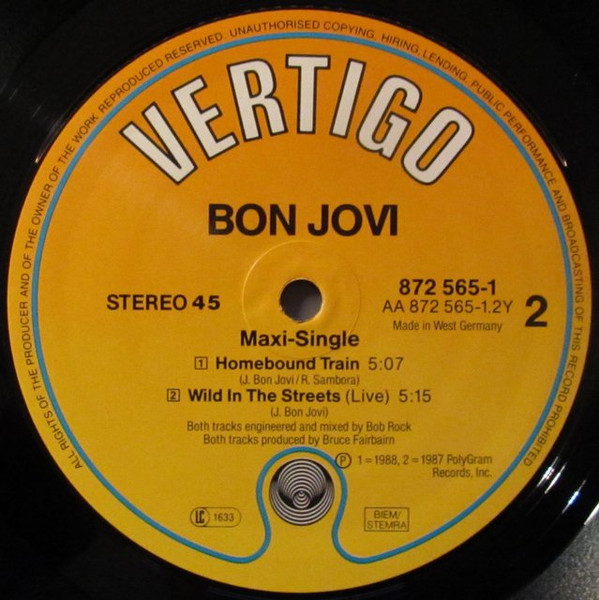 ALL RIGHTS OF THE PRODUCER AND OF THE OWNER OF THE WORK REPRODUCED RESERVED. UNAUTHORISED COPYING, HIRING, LENDING, PUBLIC PERFORMANCE AND BROADCASTING OF THIS RECORD PROHIBITED
VERTIGO
BON JOVI
STEREO 45
872 565-1
AA 872 565-1.2Y
Made in West Germany
2
Maxi-Single
1 Homebound Train 5:07
(J. Bon Jovi/R. Sambora)
2 Wild In The Streets (Live) 5:15
(J. Bon Jovi)
Both tracks engineered and mixed by Bob Rock
Both tracks produced by Bruce Fairbairn
Ⓟ 1=1988, 2=1987 PolyGram
Records, Inc.
LC 1633
BIEM/
STEMRA